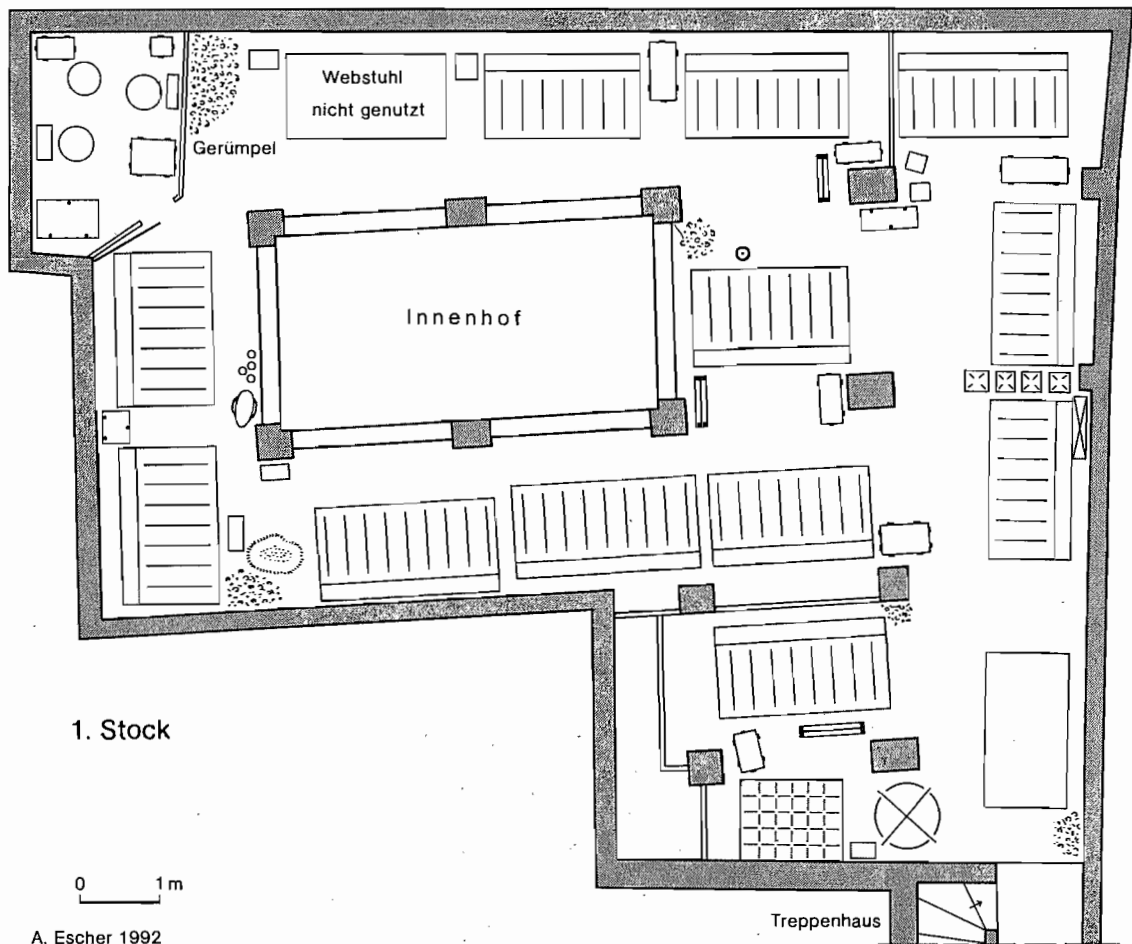 Webstuhl
nicht genutzt
Gerümpel
Innenhof
1. Stock
0 1 m
A. Escher 1992
Treppenhaus